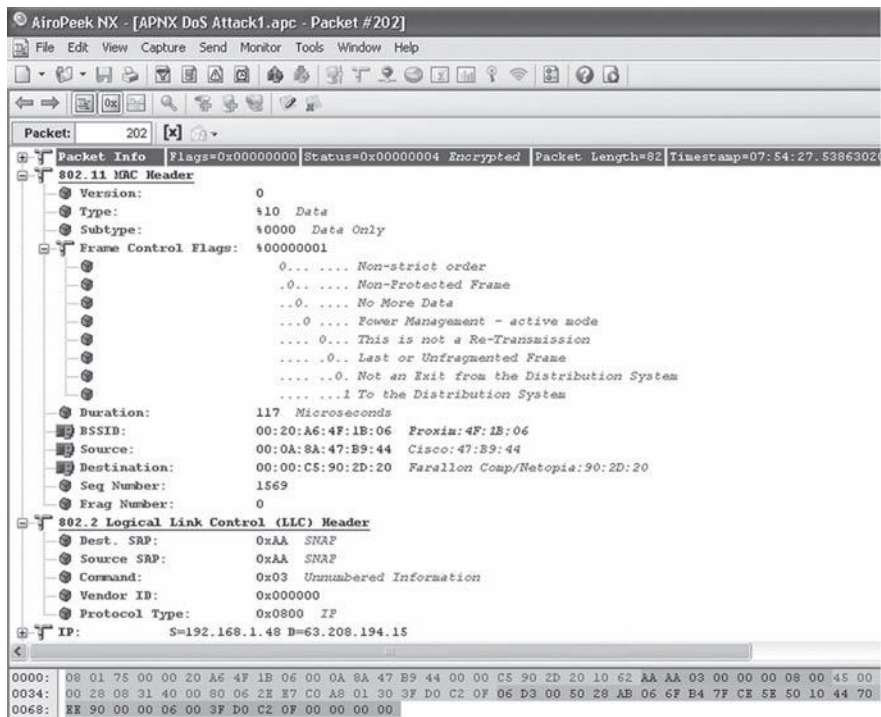 AiroPeek NX - [APNX DoS Attack1.apc - Packet #202]
File Edit View Capture Send Monitor Tools Window Help
Packet: 202 [x]
Packet Info Flags=0x00000000 Status=0x00000004 Encrypted Packet Length=82 Timestamp=07:54:27.5386302
802.11 MAC Header
Version: 0
Type: %10 Data
Subtype: %0000 Data Only
Frame Control Flags: %00000001
0... .... Non-strict order
.0.. .... Non-Protected Frame
..0. .... No More Data
...0 .... Power Management - active mode
.... 0... This is not a Re-Transmission
.... .0.. Last or Unfragmented Frame
.... ..0. Not an Exit from the Distribution System
.... ...1 To the Distribution System
Duration: 117 Microseconds
BSSID: 00:20:A6:4F:1B:06 Proxim:4F:1B:06
Source: 00:0A:8A:47:B9:44 Cisco:47:B9:44
Destination: 00:00:C5:90:2D:20 Farallon Comp/Netopia:90:2D:20
Seq Number: 1569
Frag Number: 0
802.2 Logical Link Control (LLC) Header
Dest. SAP: 0xAA SNAP
Source SAP: 0xAA SNAP
Command: 0x03 Unnumbered Information
Vendor ID: 0x000000
Protocol Type: 0x0800 IP
IP: S=192.168.1.48 D=63.208.194.15
0000: 08 01 75 00 00 20 A6 4F 1B 06 00 0A 8A 47 B9 44 00 00 C5 90 2D 20 10 62 AA AA 03 00 00 00 08 00 45 00
0034: 00 28 08 31 40 00 80 06 2E E7 C0 A8 01 30 3F D0 C2 0F 06 D3 00 50 28 AB 06 6F B4 7F CE 5E 50 10 44 70
0068: EE 90 00 00 06 00 3F D0 C2 0F 00 00 00 00